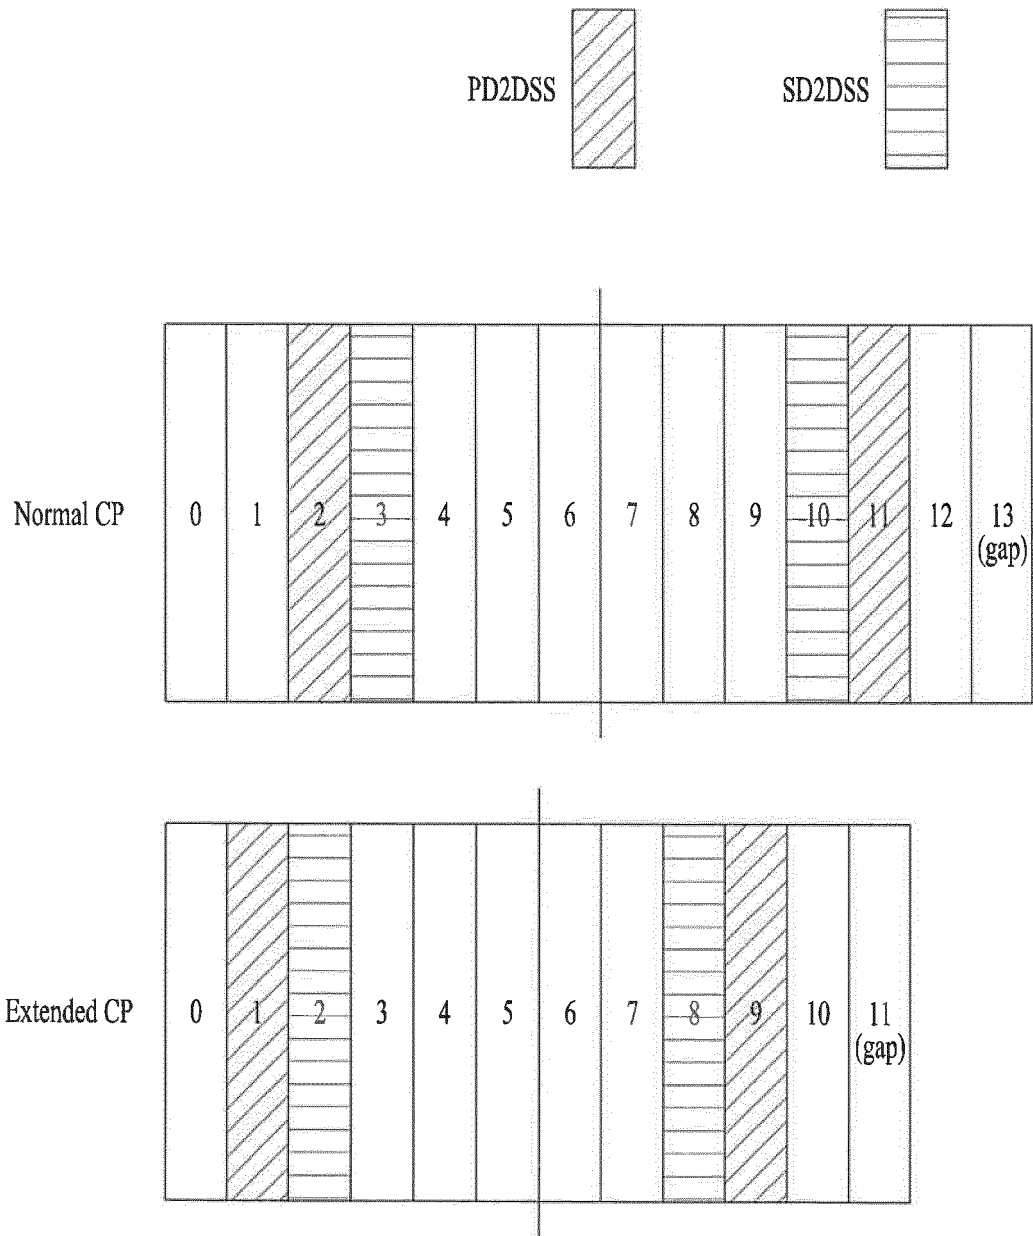 PD2DSS SD2DSS
Normal CP 0 1 2 3 4 5 6 7 8 9 10 11 12 13
(gap)
Extended CP 0 1 2 3 4 5 6 7 8 9 10 11
(gap)